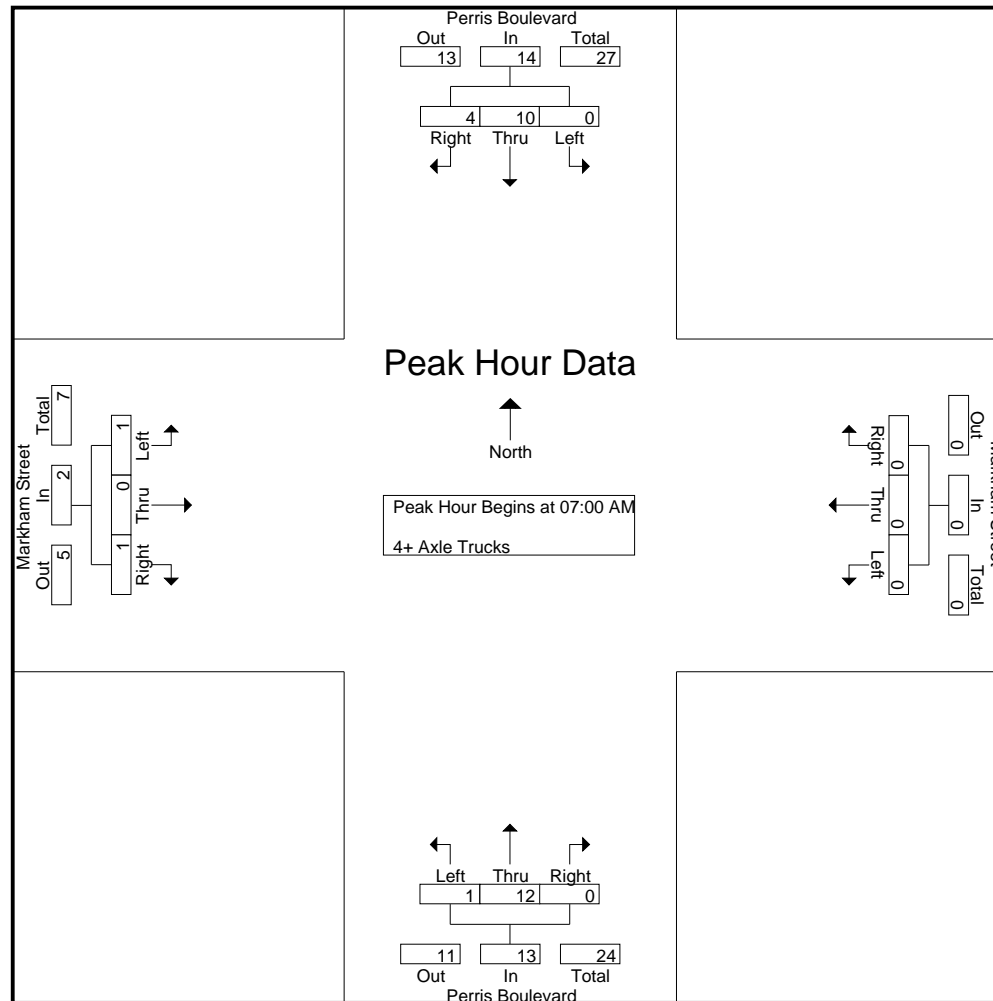 Perris Boulevard
Out In Total
13 14 27
4 10 0
Right Thru Left
Peak Hour Data
North
Peak Hour Begins at 07:00 AM
4+ Axle Trucks
Markham Street
Total In Out
7 2 5
1 0 1
Left Thru Right
Out In Total
0 0 0
Right Thru Left
0 0 0
Left Thru Right
1 12 0
11 13 24
Out In Total
Perris Boulevard